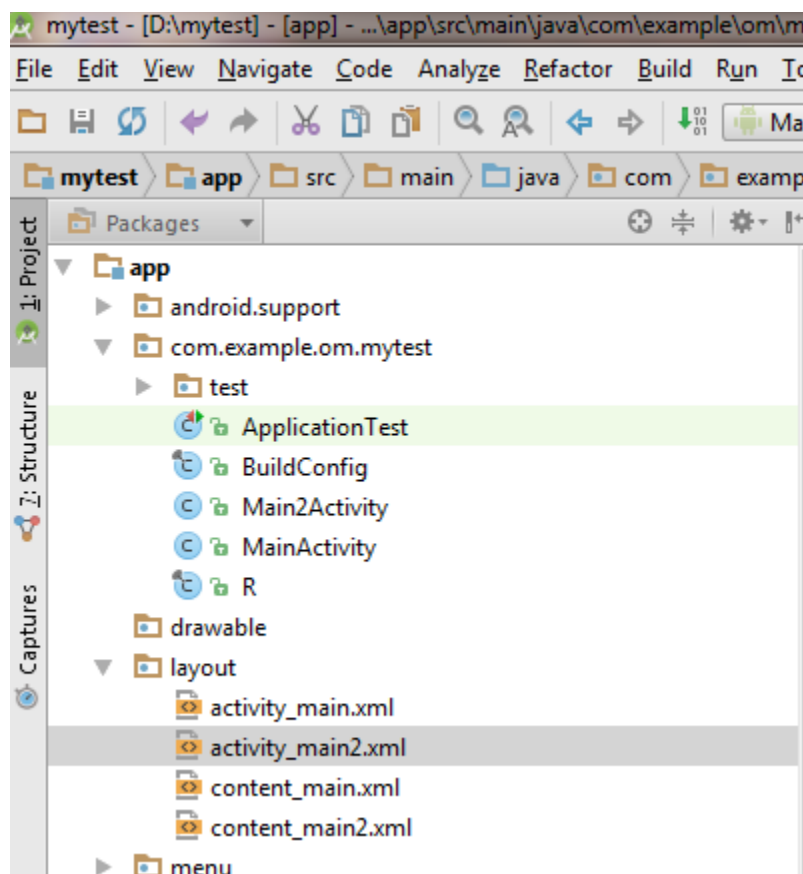 mytest - [D:\mytest] - [app] - ...\app\src\main\java\com\example\om\m
File Edit View Navigate Code Analyze Refactor Build Run
Ma
mytest app src main java com examp
Packages
1: Project
app
android.support
com.example.om.mytest
test
ApplicationTest
BuildConfig
Main2Activity
MainActivity
R
drawable
layout
activity_main.xml
activity_main2.xml
content_main.xml
content_main2.xml
menu
7: Structure
Captures